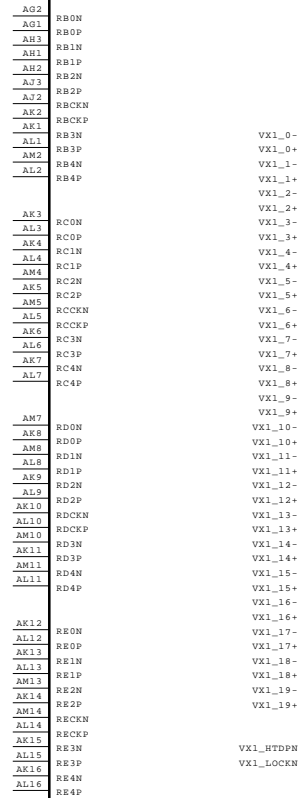 AG2 RB0N
AG1 RB0P
AH3 RB1N
AH1 RB1P
AH2 RB2N
AJ3 RB2P
AJ2 RBCKN
AK2 RBCKP
AK1 RB3N VX1_0-
AL1 RB3P VX1_0+
AM2 RB4N VX1_1-
AL2 RB4P VX1_1+
VX1_2-
VX1_2+
AK3 RC0N VX1_3-
AL3 RC0P VX1_3+
AK4 RC1N VX1_4-
AL4 RC1P VX1_4+
AM4 RC2N VX1_5-
AK5 RC2P VX1_5+
AM5 RCCKN VX1_6-
AL5 RCCKP VX1_6+
AK6 RC3N VX1_7-
AL6 RC3P VX1_7+
AK7 RC4N VX1_8-
AL7 RC4P VX1_8+
VX1_9-
VX1_9+
AM7 RD0N VX1_10-
AK8 RD0P VX1_10+
AM8 RD1N VX1_11-
AL8 RD1P VX1_11+
AK9 RD2N VX1_12-
AL9 RD2P VX1_12+
AK10 RDCKN VX1_13-
AL10 RDCKP VX1_13+
AM10 RD3N VX1_14-
AK11 RD3P VX1_14+
AM11 RD4N VX1_15-
AL11 RD4P VX1_15+
VX1_16-
VX1_16+
AK12 RE0N VX1_17-
AL12 RE0P VX1_17+
AK13 RE1N VX1_18-
AL13 RE1P VX1_18+
AM13 RE2N VX1_19-
AK14 RE2P VX1_19+
AM14 RECKN
AL14 RECKP
AK15 RE3N VX1_HTDPN
AL15 RE3P VX1_LOCKN
AK16 RE4N
AL16 RE4P